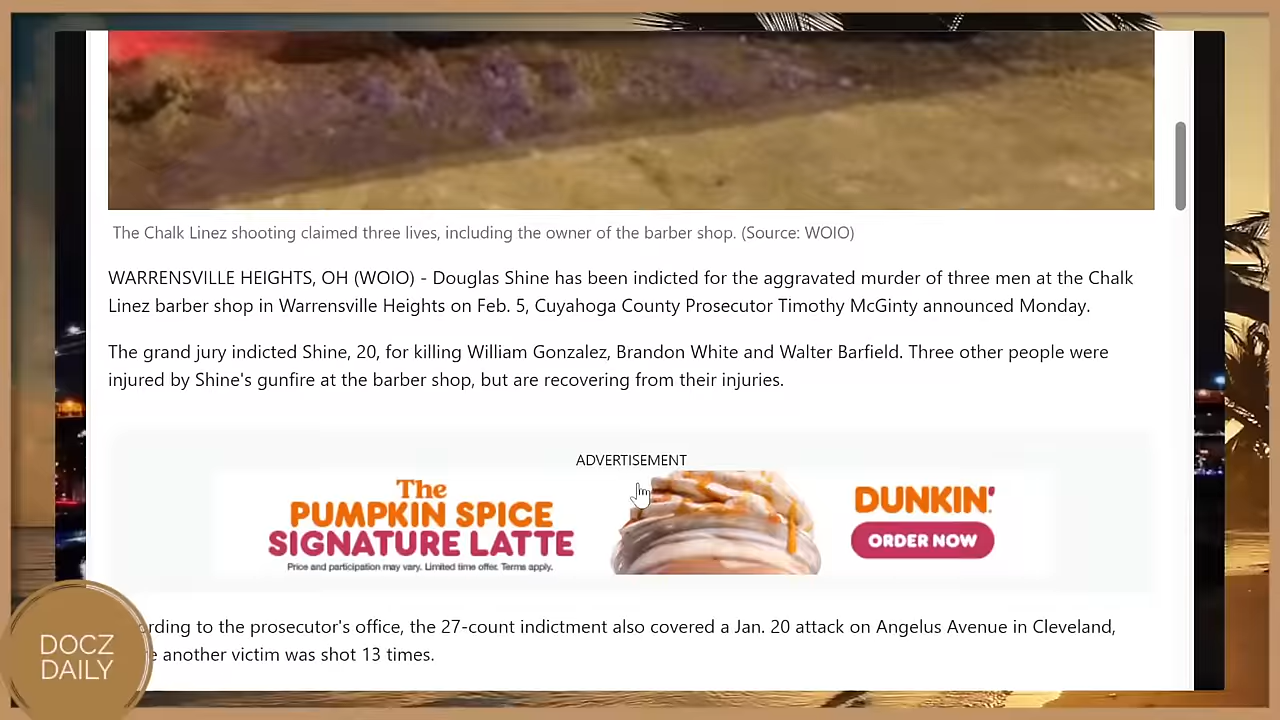 The Chalk Linez shooting claimed three lives, including the owner of the barber shop. (Source: WOIO)
WARRENSVILLE HEIGHTS, OH (WOIO) - Douglas Shine has been indicted for the aggravated murder of three men at the Chalk
Linez barber shop in Warrensville Heights on Feb. 5, Cuyahoga County Prosecutor Timothy McGinty announced Monday.
The grand jury indicted Shine, 20, for killing William Gonzalez, Brandon White and Walter Barfield. Three other people were
injured by Shine's gunfire at the barber shop, but are recovering from their injuries.
ADVERTISEMENT
The
PUMPKIN SPICE
SIGNATURE LATTE
Price and participation may vary. Limited time offer. Terms apply.
DUNKIN'
ORDER NOW
rding to the prosecutor's office, the 27-count indictment also covered a Jan. 20 attack on Angelus Avenue in Cleveland,
e another victim was shot 13 times.
DOCZ
DAILY